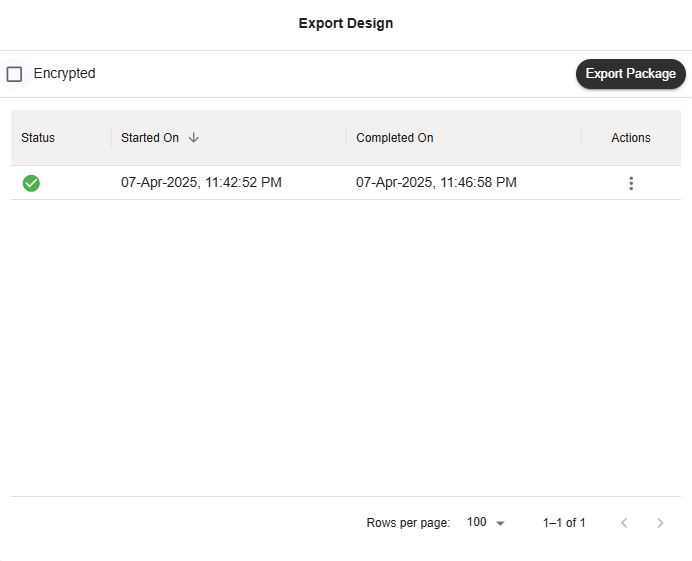 Export Design
Encrypted
Export Package
Status Started On Completed On Actions
07-Apr-2025, 11:42:52 PM 07-Apr-2025, 11:46:58 PM
Rows per page: 100 1–1 of 1